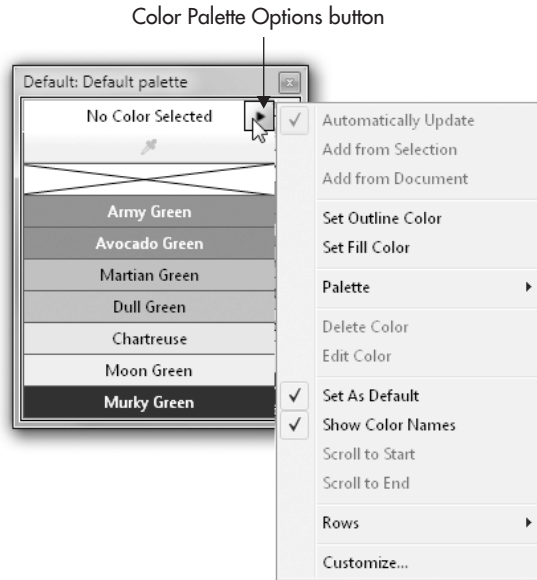 Color Palette Options button
Default: Default palette
No Color Selected
Army Green
Avocado Green
Martian Green
Dull Green
Chartreuse
Moon Green
Murky Green
Automatically Update
Add from Selection
Add from Document
Set Outline Color
Set Fill Color
Palette
Delete Color
Edit Color
Set As Default
Show Color Names
Scroll to Start
Scroll to End
Rows
Customize...